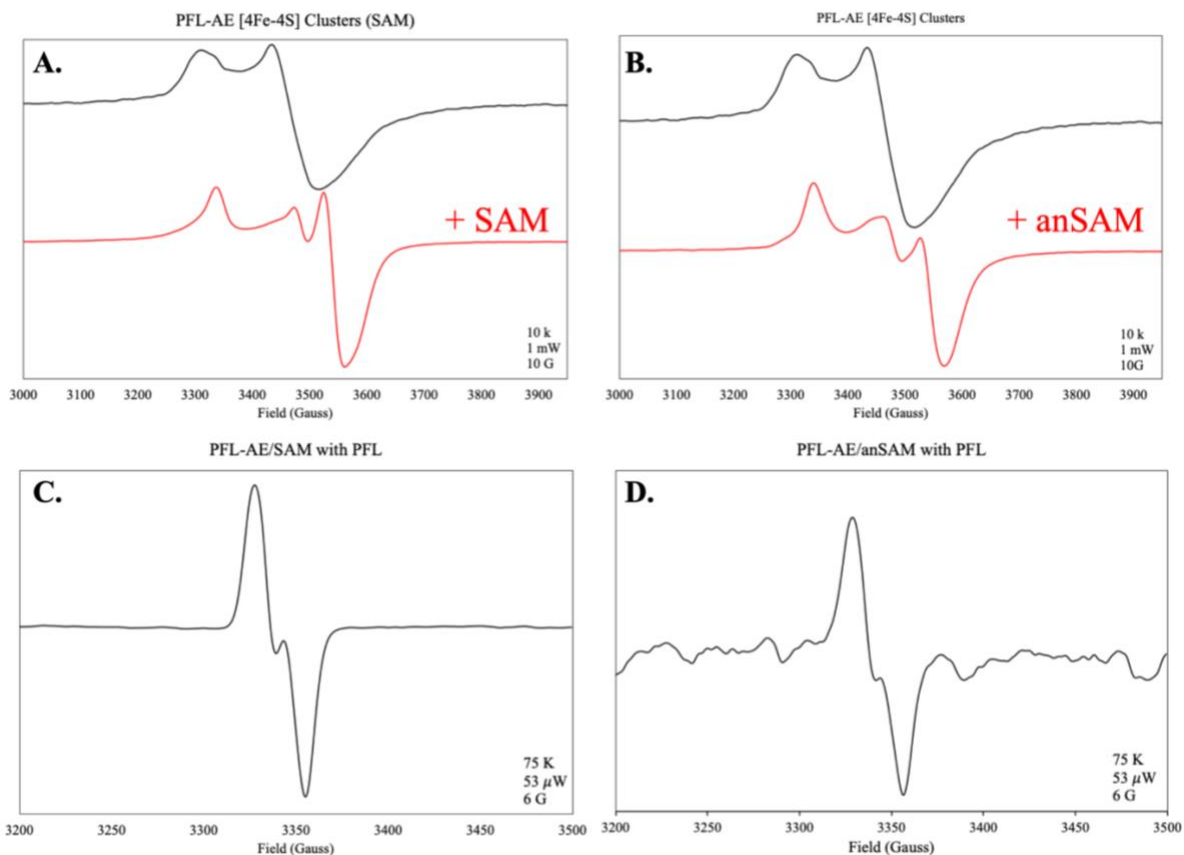 PFL-AE [4Fe-4S] Clusters (SAM)
A.
+ SAM
10 k
1 mW
10 G
3000 3100 3200 3300 3400 3500 3600 3700 3800 3900
Field (Gauss)
PFL-AE [4Fe-4S] Clusters
B.
+ anSAM
10 k
1 mW
10G
3000 3100 3200 3300 3400 3500 3600 3700 3800 3900
Field (Gauss)
PFL-AE/SAM with PFL
C.
75 K
53 µW
6 G
3200 3250 3300 3350 3400 3450 3500
Field (Gauss)
PFL-AE/anSAM with PFL
D.
75 K
53 µW
6 G
3200 3250 3300 3350 3400 3450 3500
Field (Gauss)